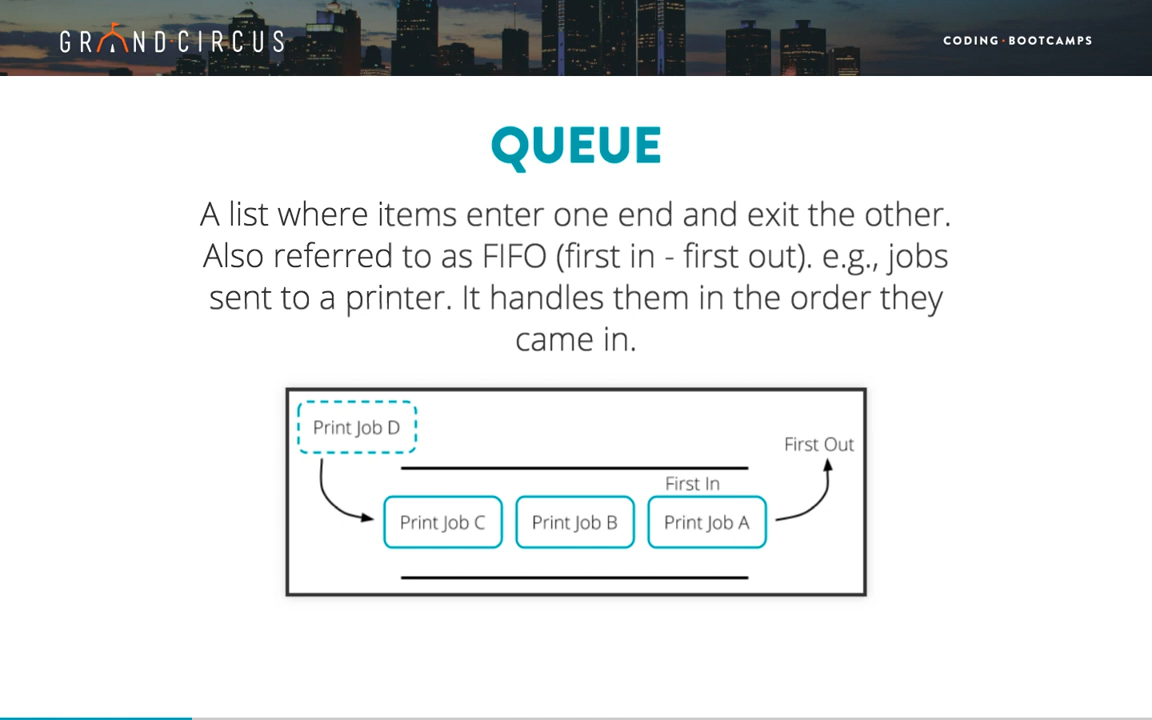 GRAND CIRCUS
CODING · BOOTCAMPS
QUEUE
A list where items enter one end and exit the other.
Also referred to as FIFO (first in - first out). e.g., jobs
sent to a printer. It handles them in the order they
came in.
Print Job D
First Out
First In
Print Job C
Print Job B
Print Job A